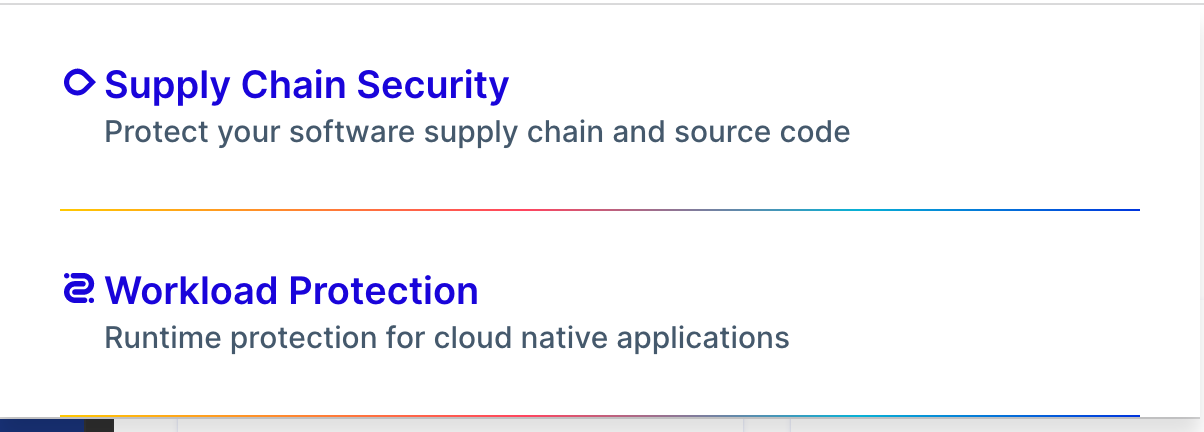 Supply Chain Security
Protect your software supply chain and source code
Workload Protection
Runtime protection for cloud native applications